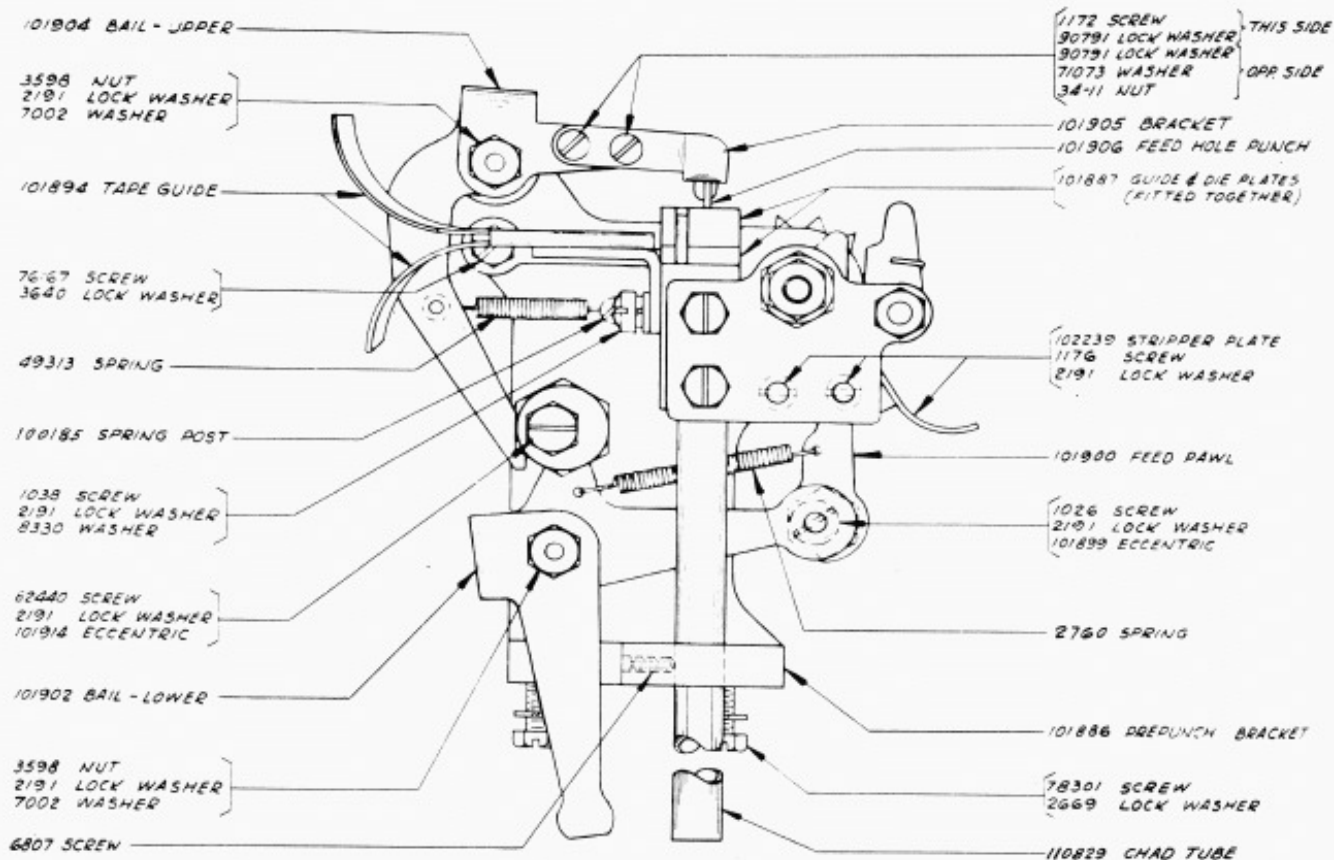 101904 BAIL - UPPER
3598 NUT
2191 LOCK WASHER
7002 WASHER
101894 TAPE GUIDE
76-67 SCREW
3640 LOCK WASHER
49313 SPRING
100185 SPRING POST
1038 SCREW
2191 LOCK WASHER
8330 WASHER
62440 SCREW
2191 LOCK WASHER
101914 ECCENTRIC
101902 BAIL - LOWER
3598 NUT
2191 LOCK WASHER
7002 WASHER
6807 SCREW
1172 SCREW
90791 LOCK WASHER
THIS SIDE
90791 LOCK WASHER
71073 WASHER
34-11 NUT
OPP. SIDE
101905 BRACKET
101906 FEED HOLE PUNCH
101887 GUIDE & DIE PLATES
(FITTED TOGETHER)
102239 STRIPPER PLATE
1176 SCREW
2191 LOCK WASHER
101900 FEED PAWL
1026 SCREW
2191 LOCK WASHER
101899 ECCENTRIC
2760 SPRING
101886 PREPUNCH BRACKET
78301 SCREW
2669 LOCK WASHER
110829 CHAD TUBE